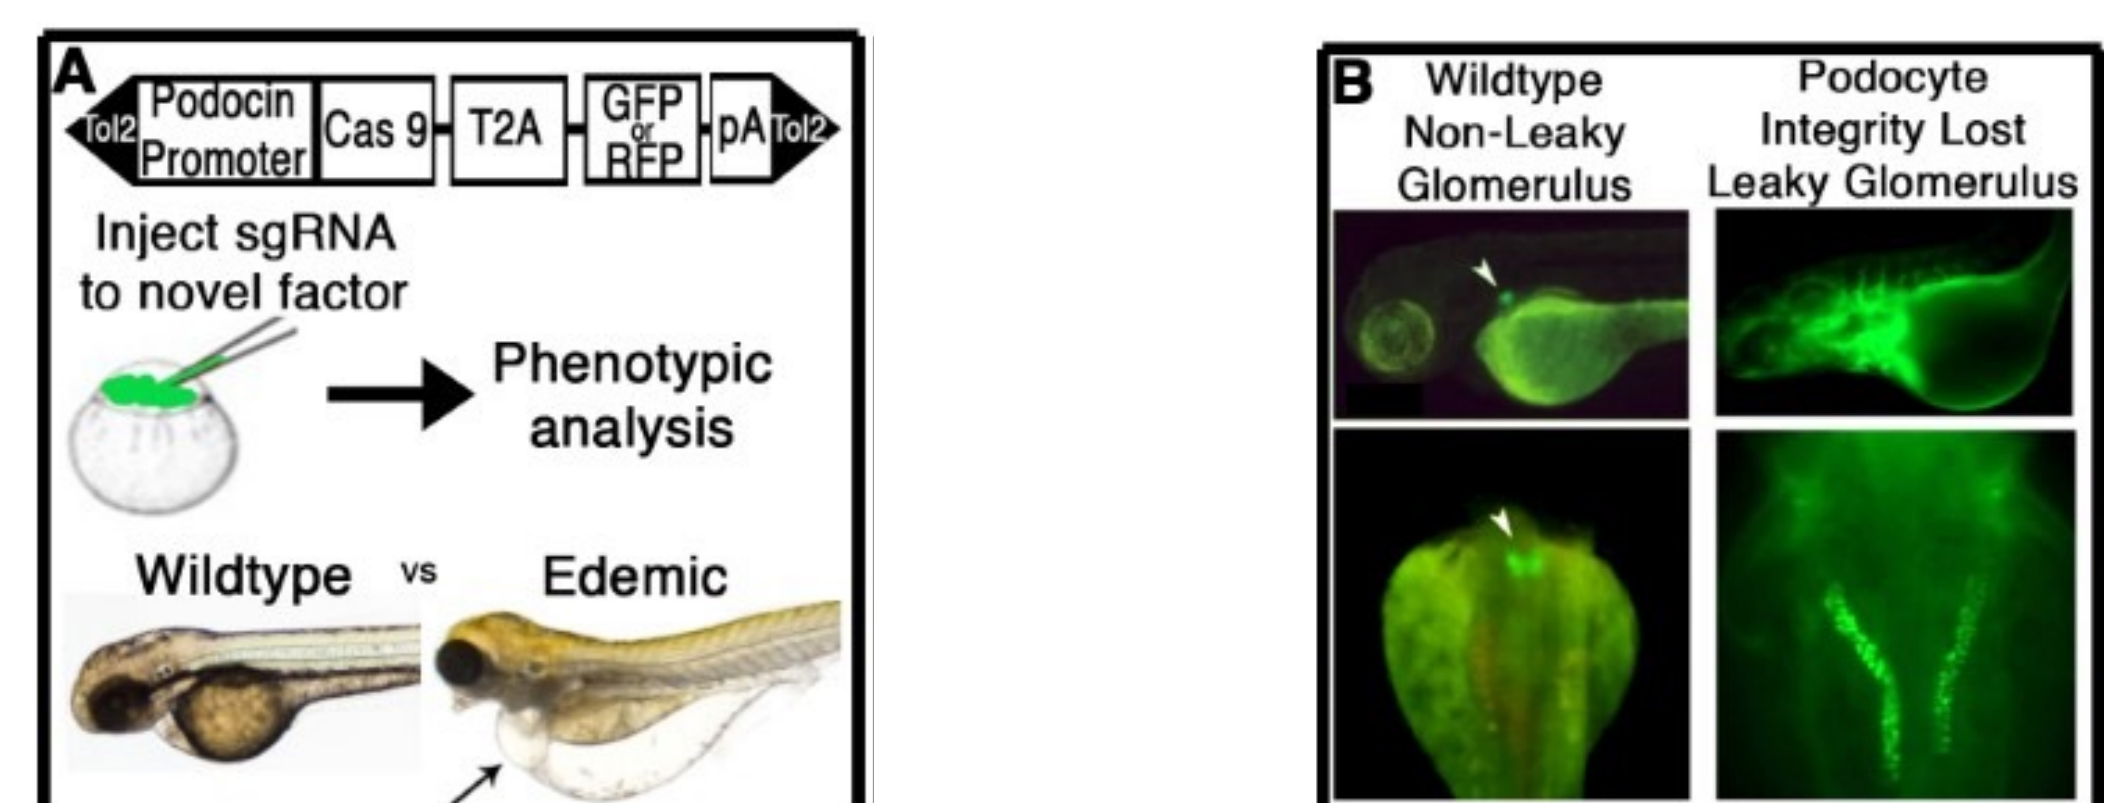 A
Tol2 Podocin Promoter Cas 9 T2A GFP or RFP pA Tol2
Inject sgRNA
to novel factor
Phenotypic
analysis
Wildtype vs Edemic
B
Wildtype
Non-Leaky
Glomerulus
Podocyte
Integrity Lost
Leaky Glomerulus